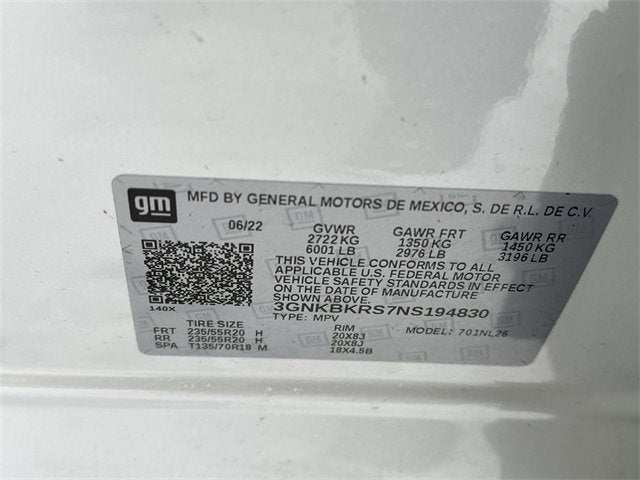 gm MFD BY GENERAL MOTORS DE MEXICO, S. DE R.L. DE C.V.
06/22 GVWR GAWR FRT GAWR RR
2722 KG 1350 KG 1450 KG
6001 LB 2976 LB 3196 LB
THIS VEHICLE CONFORMS TO ALL
APPLICABLE U.S. FEDERAL MOTOR
VEHICLE SAFETY STANDARDS IN EFFECT
ON THE DATE OF MANUFACTURE
SHOWN ABOVE.
140X 3GNKBKRS7NS194830
TYPE: MPV MODEL: 701NL26
TIRE SIZE RIM
FRT 235/55R20 H 20X8J
RR 235/55R20 H 20X8J
SPA T135/70R18 M 18X4.5B